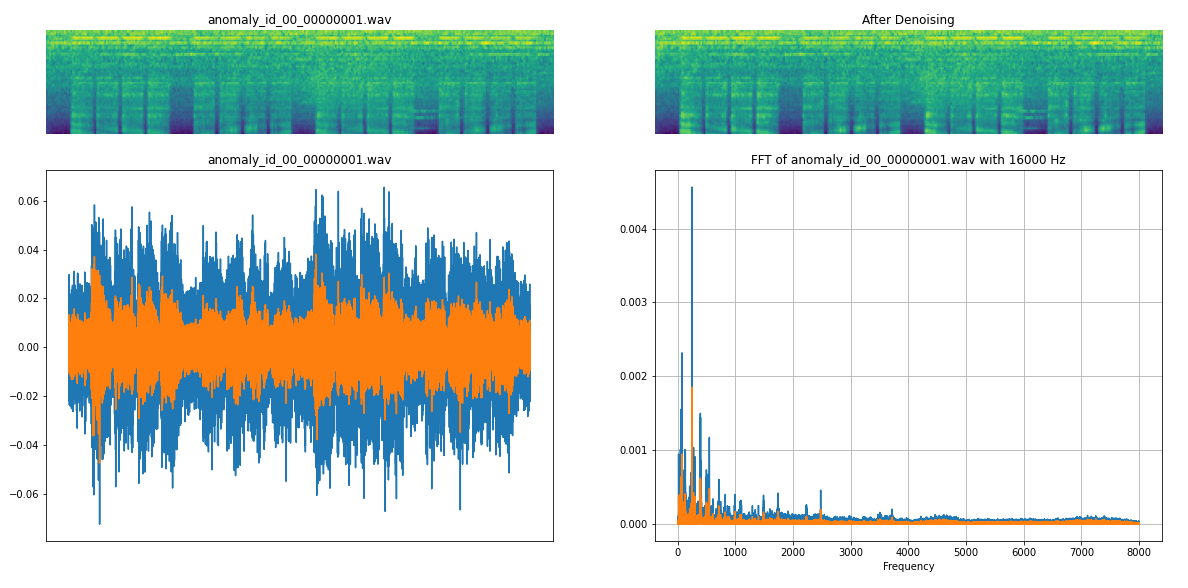 anomaly_id_00_00000001.wav
After Denoising
anomaly_id_00_00000001.wav
0.06
0.04
0.02
0.00
−0.02
−0.04
−0.06
FFT of anomaly_id_00_00000001.wav with 16000 Hz
0.004
0.003
0.002
0.001
0.000
0 1000 2000 3000 4000 5000 6000 7000 8000
Frequency